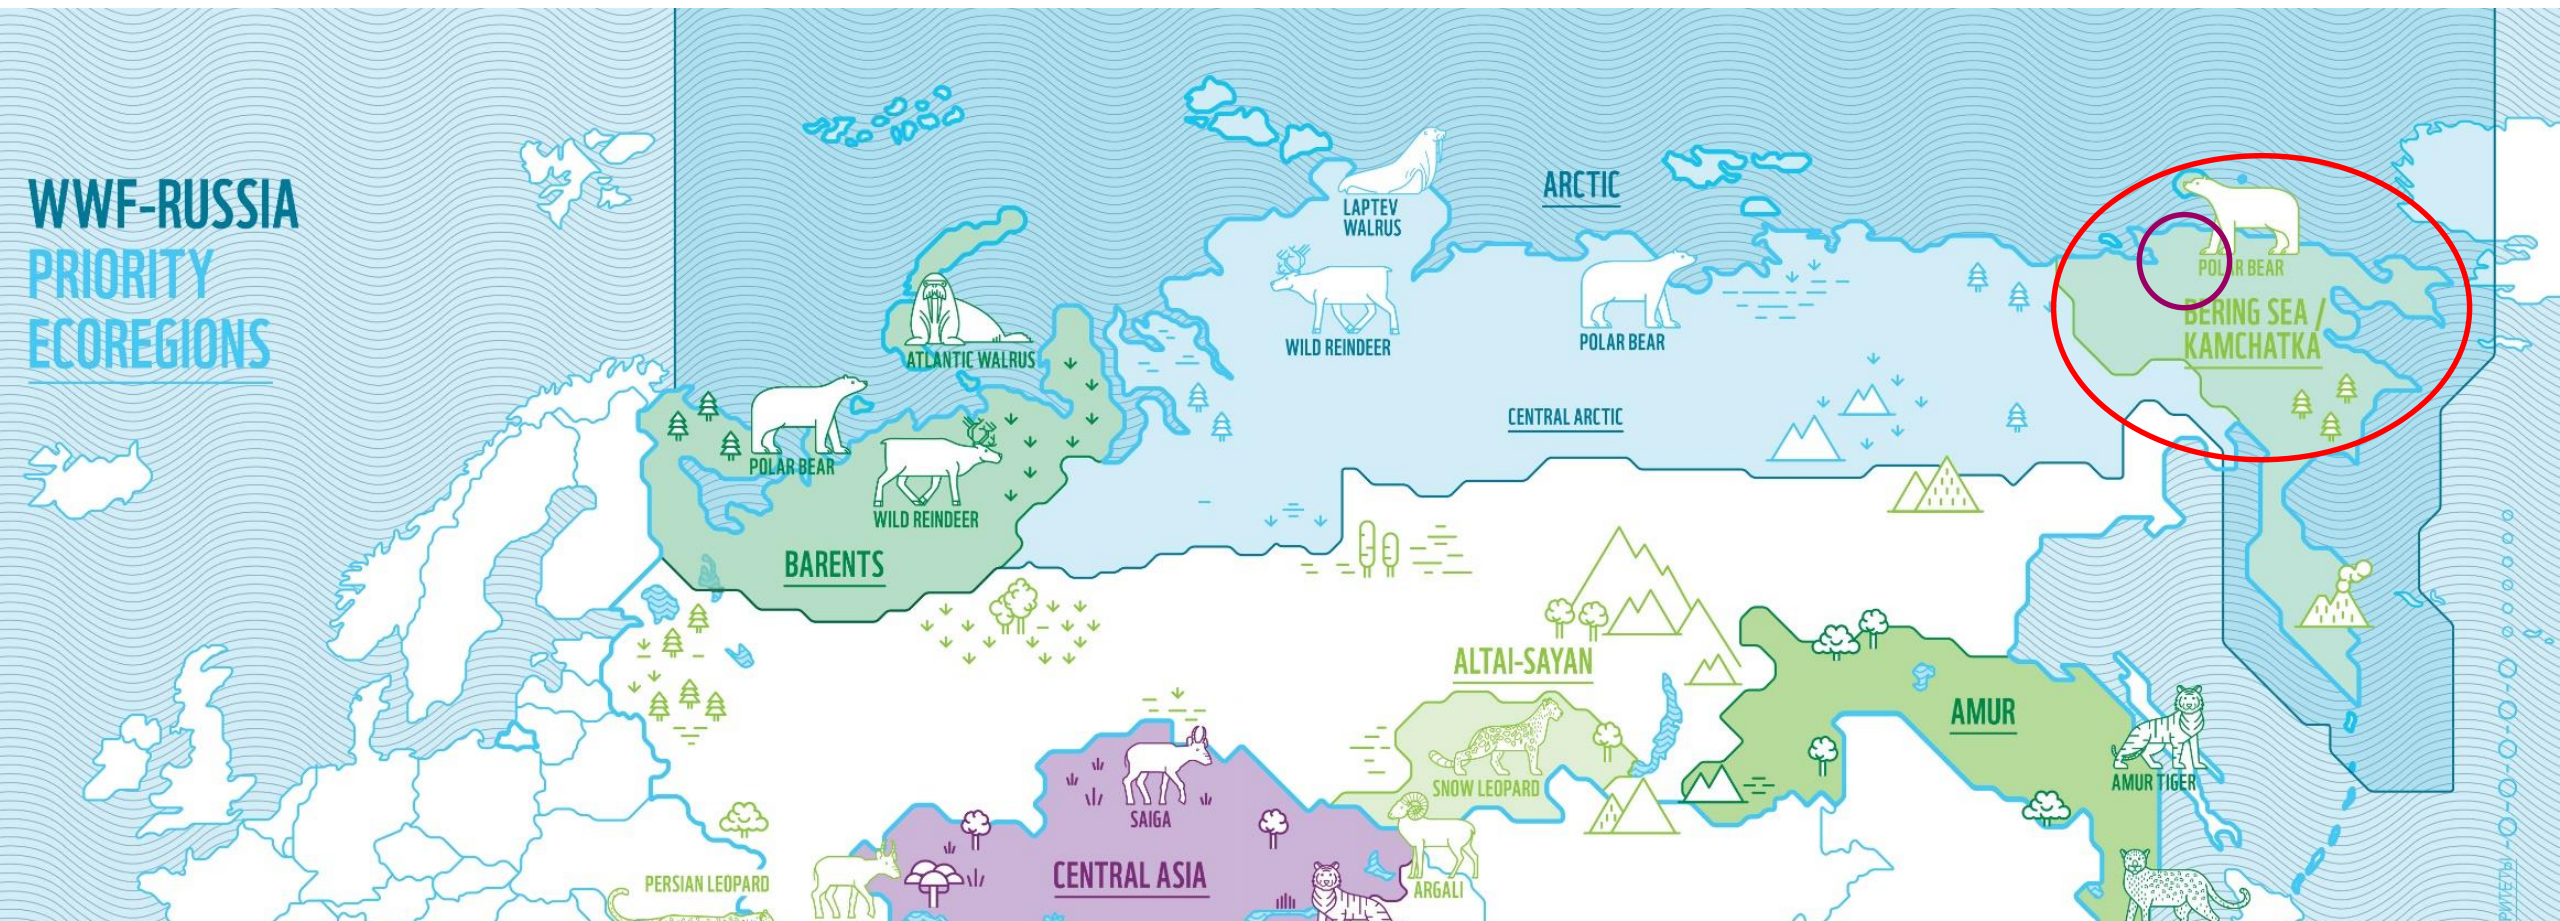 WWF-RUSSIA
PRIORITY
ECOREGIONS
ARCTIC
LAPTEV
WALRUS
WILD REINDEER
POLAR BEAR
CENTRAL ARCTIC
POLAR BEAR
BERING SEA /
KAMCHATKA
ATLANTIC WALRUS
POLAR BEAR
WILD REINDEER
BARENTS
ALTAI-SAYAN
SNOW LEOPARD
AMUR
AMUR TIGER
SAIGA
CENTRAL ASIA
ARGALI
PERSIAN LEOPARD